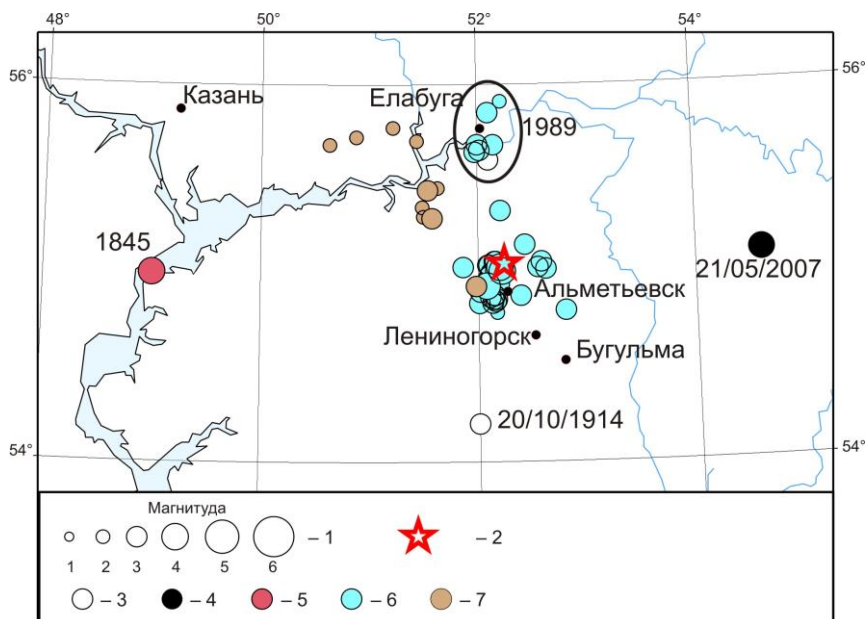 48° 50° 52° 54°
56° 56°
Казань
Елабуга
1989
1845
21/05/2007
Альметьевск
Лениногорск
Бугульма
20/10/1914
54° 54°
Магнитуда
– 1 – 2
1 2 3 4 5 6
– 3 – 4 – 5 – 6 – 7